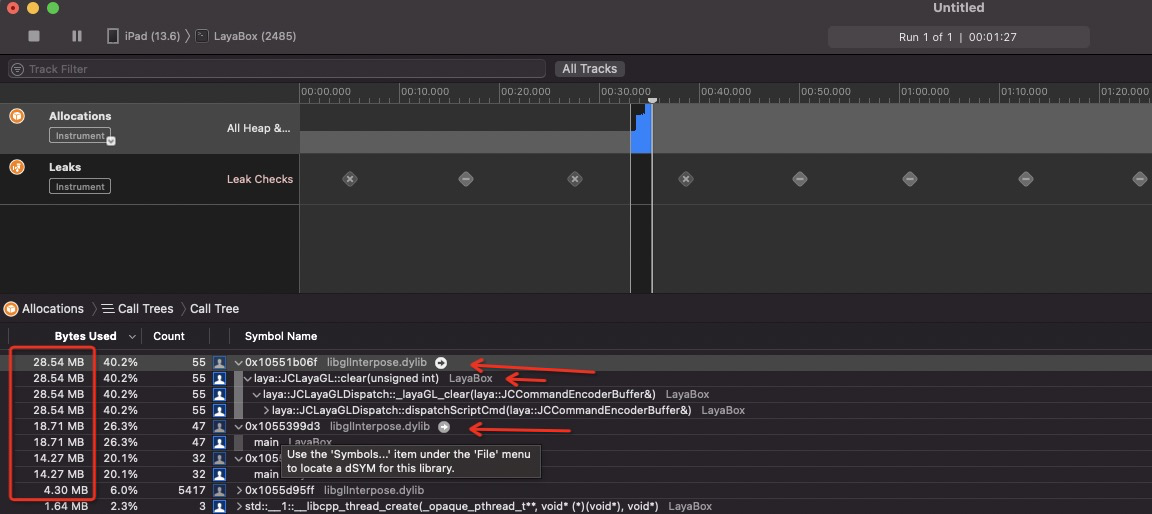 Untitled
iPad (13.6) 〉 LayaBox (2485)
Run 1 of 1 | 00:01:27
Track Filter
All Tracks
00:00.000 00:10.000 00:20.000 00:30.000 00:40.000 00:50.000 01:00.000 01:10.000 01:20.000
Allocations
Instrument
All Heap &...
Leaks
Instrument
Leak Checks
Allocations 〉 Call Trees 〉 Call Tree
Bytes Used Count Symbol Name
28.54 MB 40.2% 55 0x10551b06f libglInterpose.dylib
28.54 MB 40.2% 55 laya::JCLayaGL::clear(unsigned int) LayaBox
28.54 MB 40.2% 55 laya::JCLayaGLDispatch::_layaGL_clear(laya::JCCommandEncoderBuffer&) LayaBox
28.54 MB 40.2% 55 laya::JCLayaGLDispatch::dispatchScriptCmd(laya::JCCommandEncoderBuffer&) LayaBox
18.71 MB 26.3% 47 0x1055399d3 libglInterpose.dylib
18.71 MB 26.3% 47 main LayaBox
14.27 MB 20.1% 32
14.27 MB 20.1% 32 main
Use the 'Symbols...' item under the 'File' menu
to locate a dSYM for this library.
4.30 MB 6.0% 5417 0x1055d95ff libglInterpose.dylib
1.64 MB 2.3% 3 std::__1::__libcpp_thread_create(_opaque_pthread_t**, void* (*)(void*), void*) LayaBox